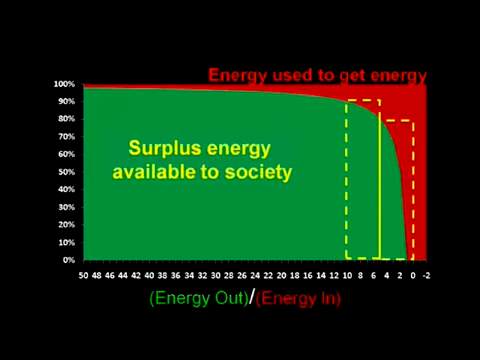 Energy used to get energy
100%
90%
80%
70%
60%
50%
40%
30%
20%
10%
0%
Surplus energy
available to society
50 48 46 44 42 40 38 36 34 32 30 28 26 24 22 20 18 16 14 12 10 8 6 4 2 0 -2
(Energy Out)/(Energy In)